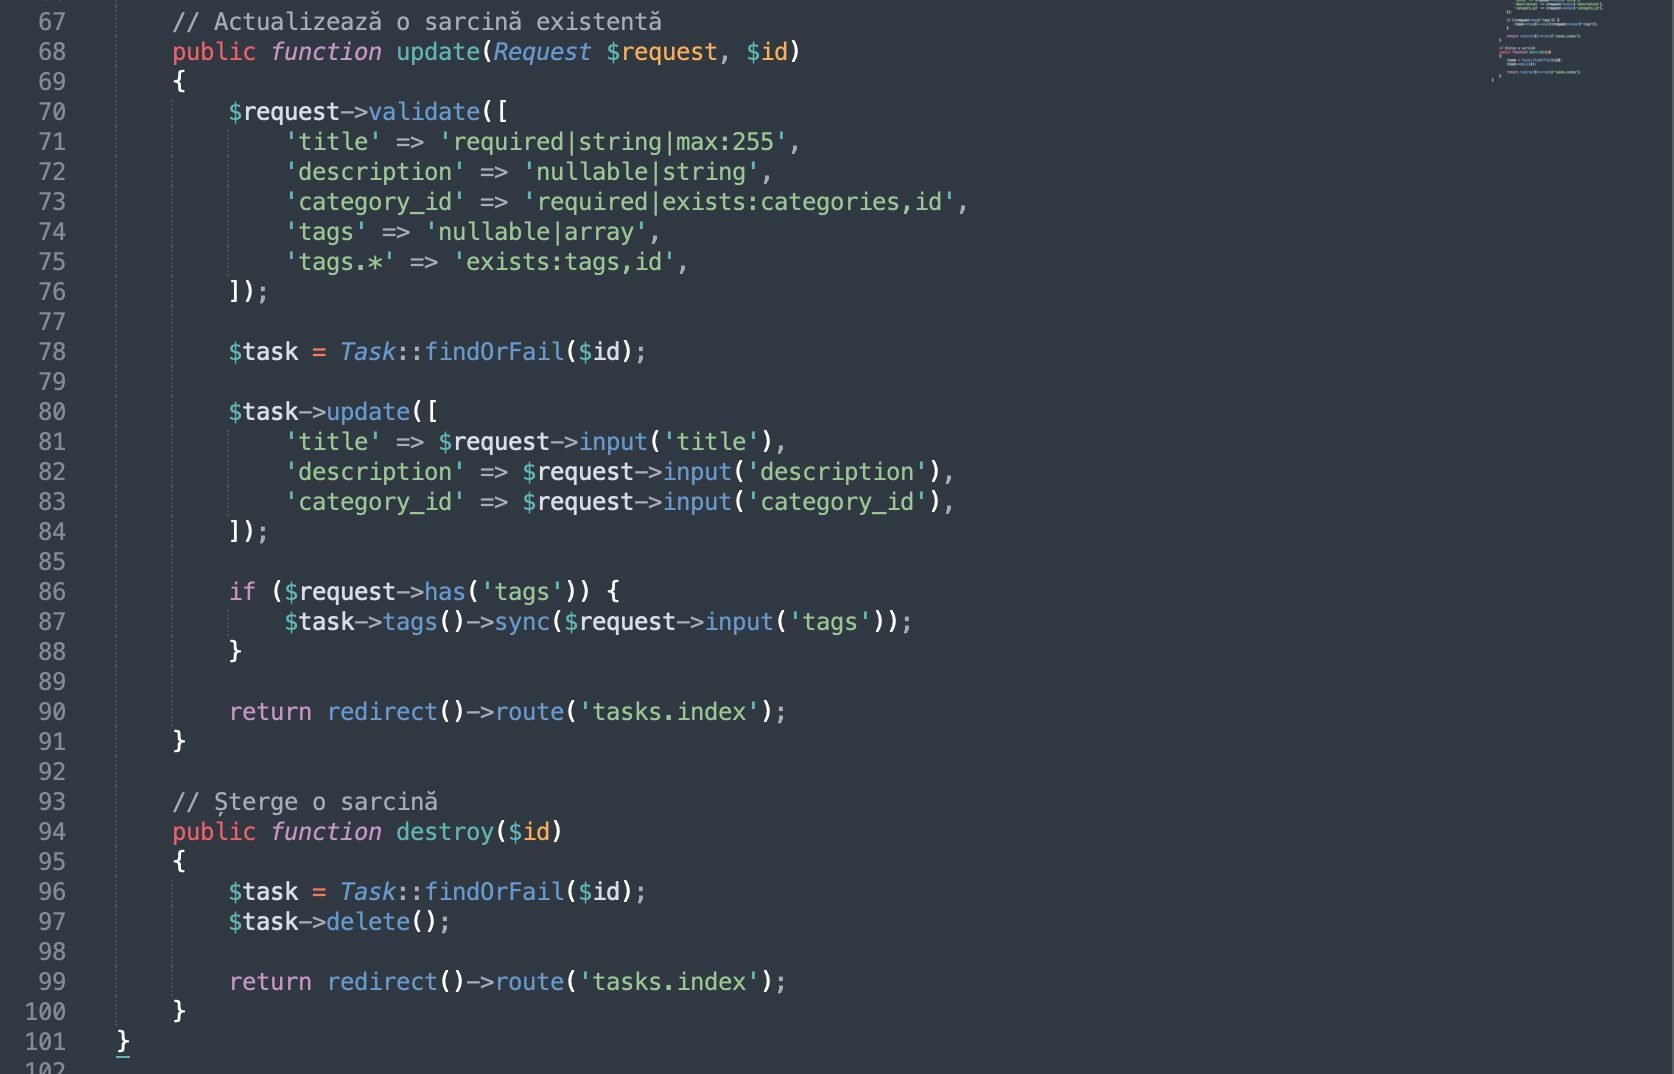 67 // Actualizează o sarcină existentă
68 public function update(Request $request, $id)
69 {
70 $request->validate([
71 'title' => 'required|string|max:255',
72 'description' => 'nullable|string',
73 'category_id' => 'required|exists:categories,id',
74 'tags' => 'nullable|array',
75 'tags.*' => 'exists:tags,id',
76 ]);
77
78 $task = Task::findOrFail($id);
79
80 $task->update([
81 'title' => $request->input('title'),
82 'description' => $request->input('description'),
83 'category_id' => $request->input('category_id'),
84 ]);
85
86 if ($request->has('tags')) {
87 $task->tags()->sync($request->input('tags'));
88 }
89
90 return redirect()->route('tasks.index');
91 }
92
93 // Șterge o sarcină
94 public function destroy($id)
95 {
96 $task = Task::findOrFail($id);
97 $task->delete();
98
99 return redirect()->route('tasks.index');
100 }
101 }
102